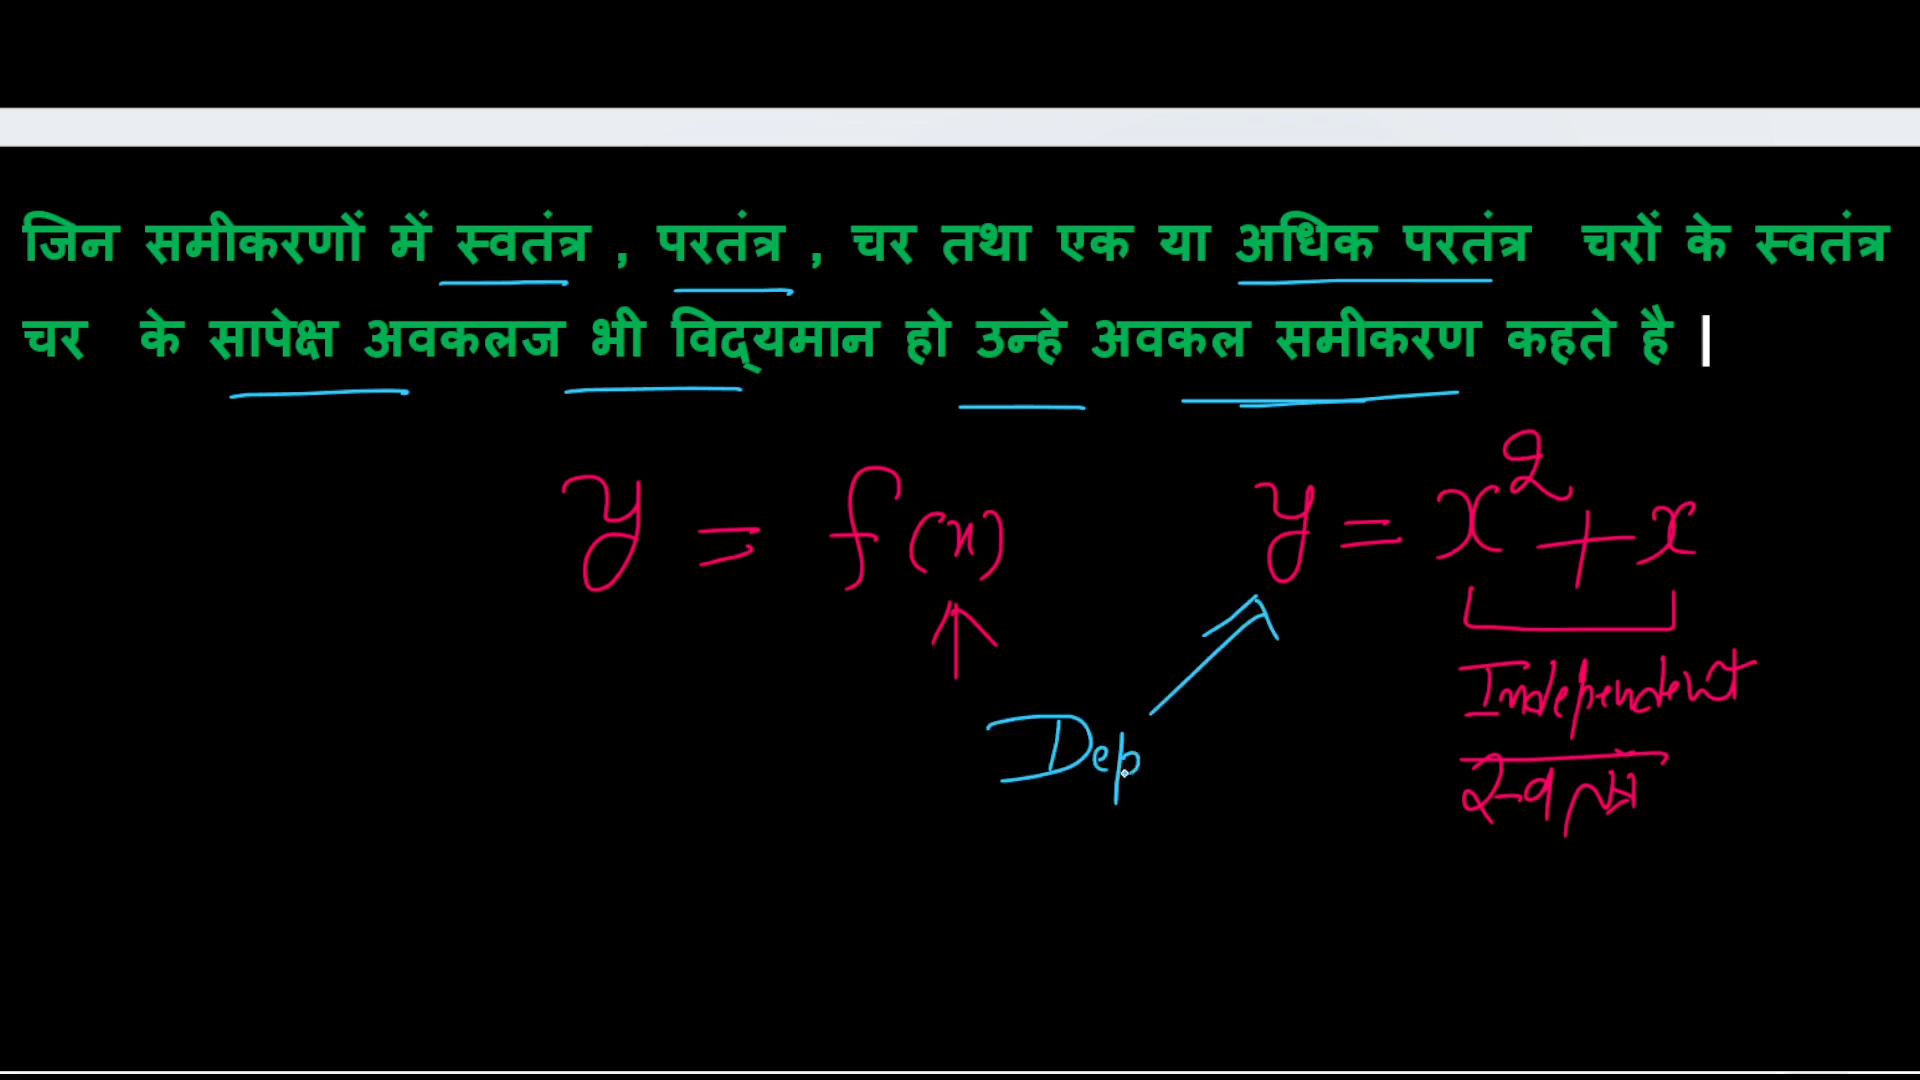 जिन समीकरणों में स्वतंत्र , परतंत्र , चर तथा एक या अधिक परतंत्र चरों के स्वतंत्र
चर के सापेक्ष अवकलज भी विद्यमान हो उन्हे अवकल समीकरण कहते है |
y = f(x)
y = x² + x
Independent
Dep